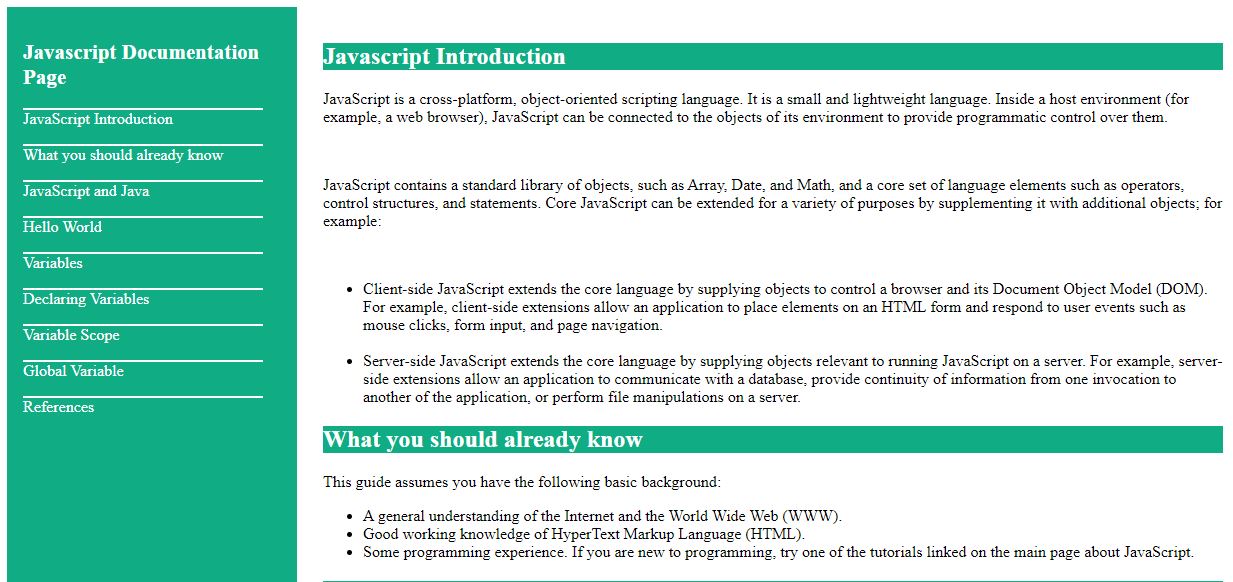 Javascript Documentation
Page
JavaScript Introduction
What you should already know
JavaScript and Java
Hello World
Variables
Declaring Variables
Variable Scope
Global Variable
References
Javascript Introduction
JavaScript is a cross-platform, object-oriented scripting language. It is a small and lightweight language. Inside a host environment (for
example, a web browser), JavaScript can be connected to the objects of its environment to provide programmatic control over them.
JavaScript contains a standard library of objects, such as Array, Date, and Math, and a core set of language elements such as operators,
control structures, and statements. Core JavaScript can be extended for a variety of purposes by supplementing it with additional objects; for
example:
• Client-side JavaScript extends the core language by supplying objects to control a browser and its Document Object Model (DOM).
For example, client-side extensions allow an application to place elements on an HTML form and respond to user events such as
mouse clicks, form input, and page navigation.
• Server-side JavaScript extends the core language by supplying objects relevant to running JavaScript on a server. For example, server-
side extensions allow an application to communicate with a database, provide continuity of information from one invocation to
another of the application, or perform file manipulations on a server.
What you should already know
This guide assumes you have the following basic background:
• A general understanding of the Internet and the World Wide Web (WWW).
• Good working knowledge of HyperText Markup Language (HTML).
• Some programming experience. If you are new to programming, try one of the tutorials linked on the main page about JavaScript.